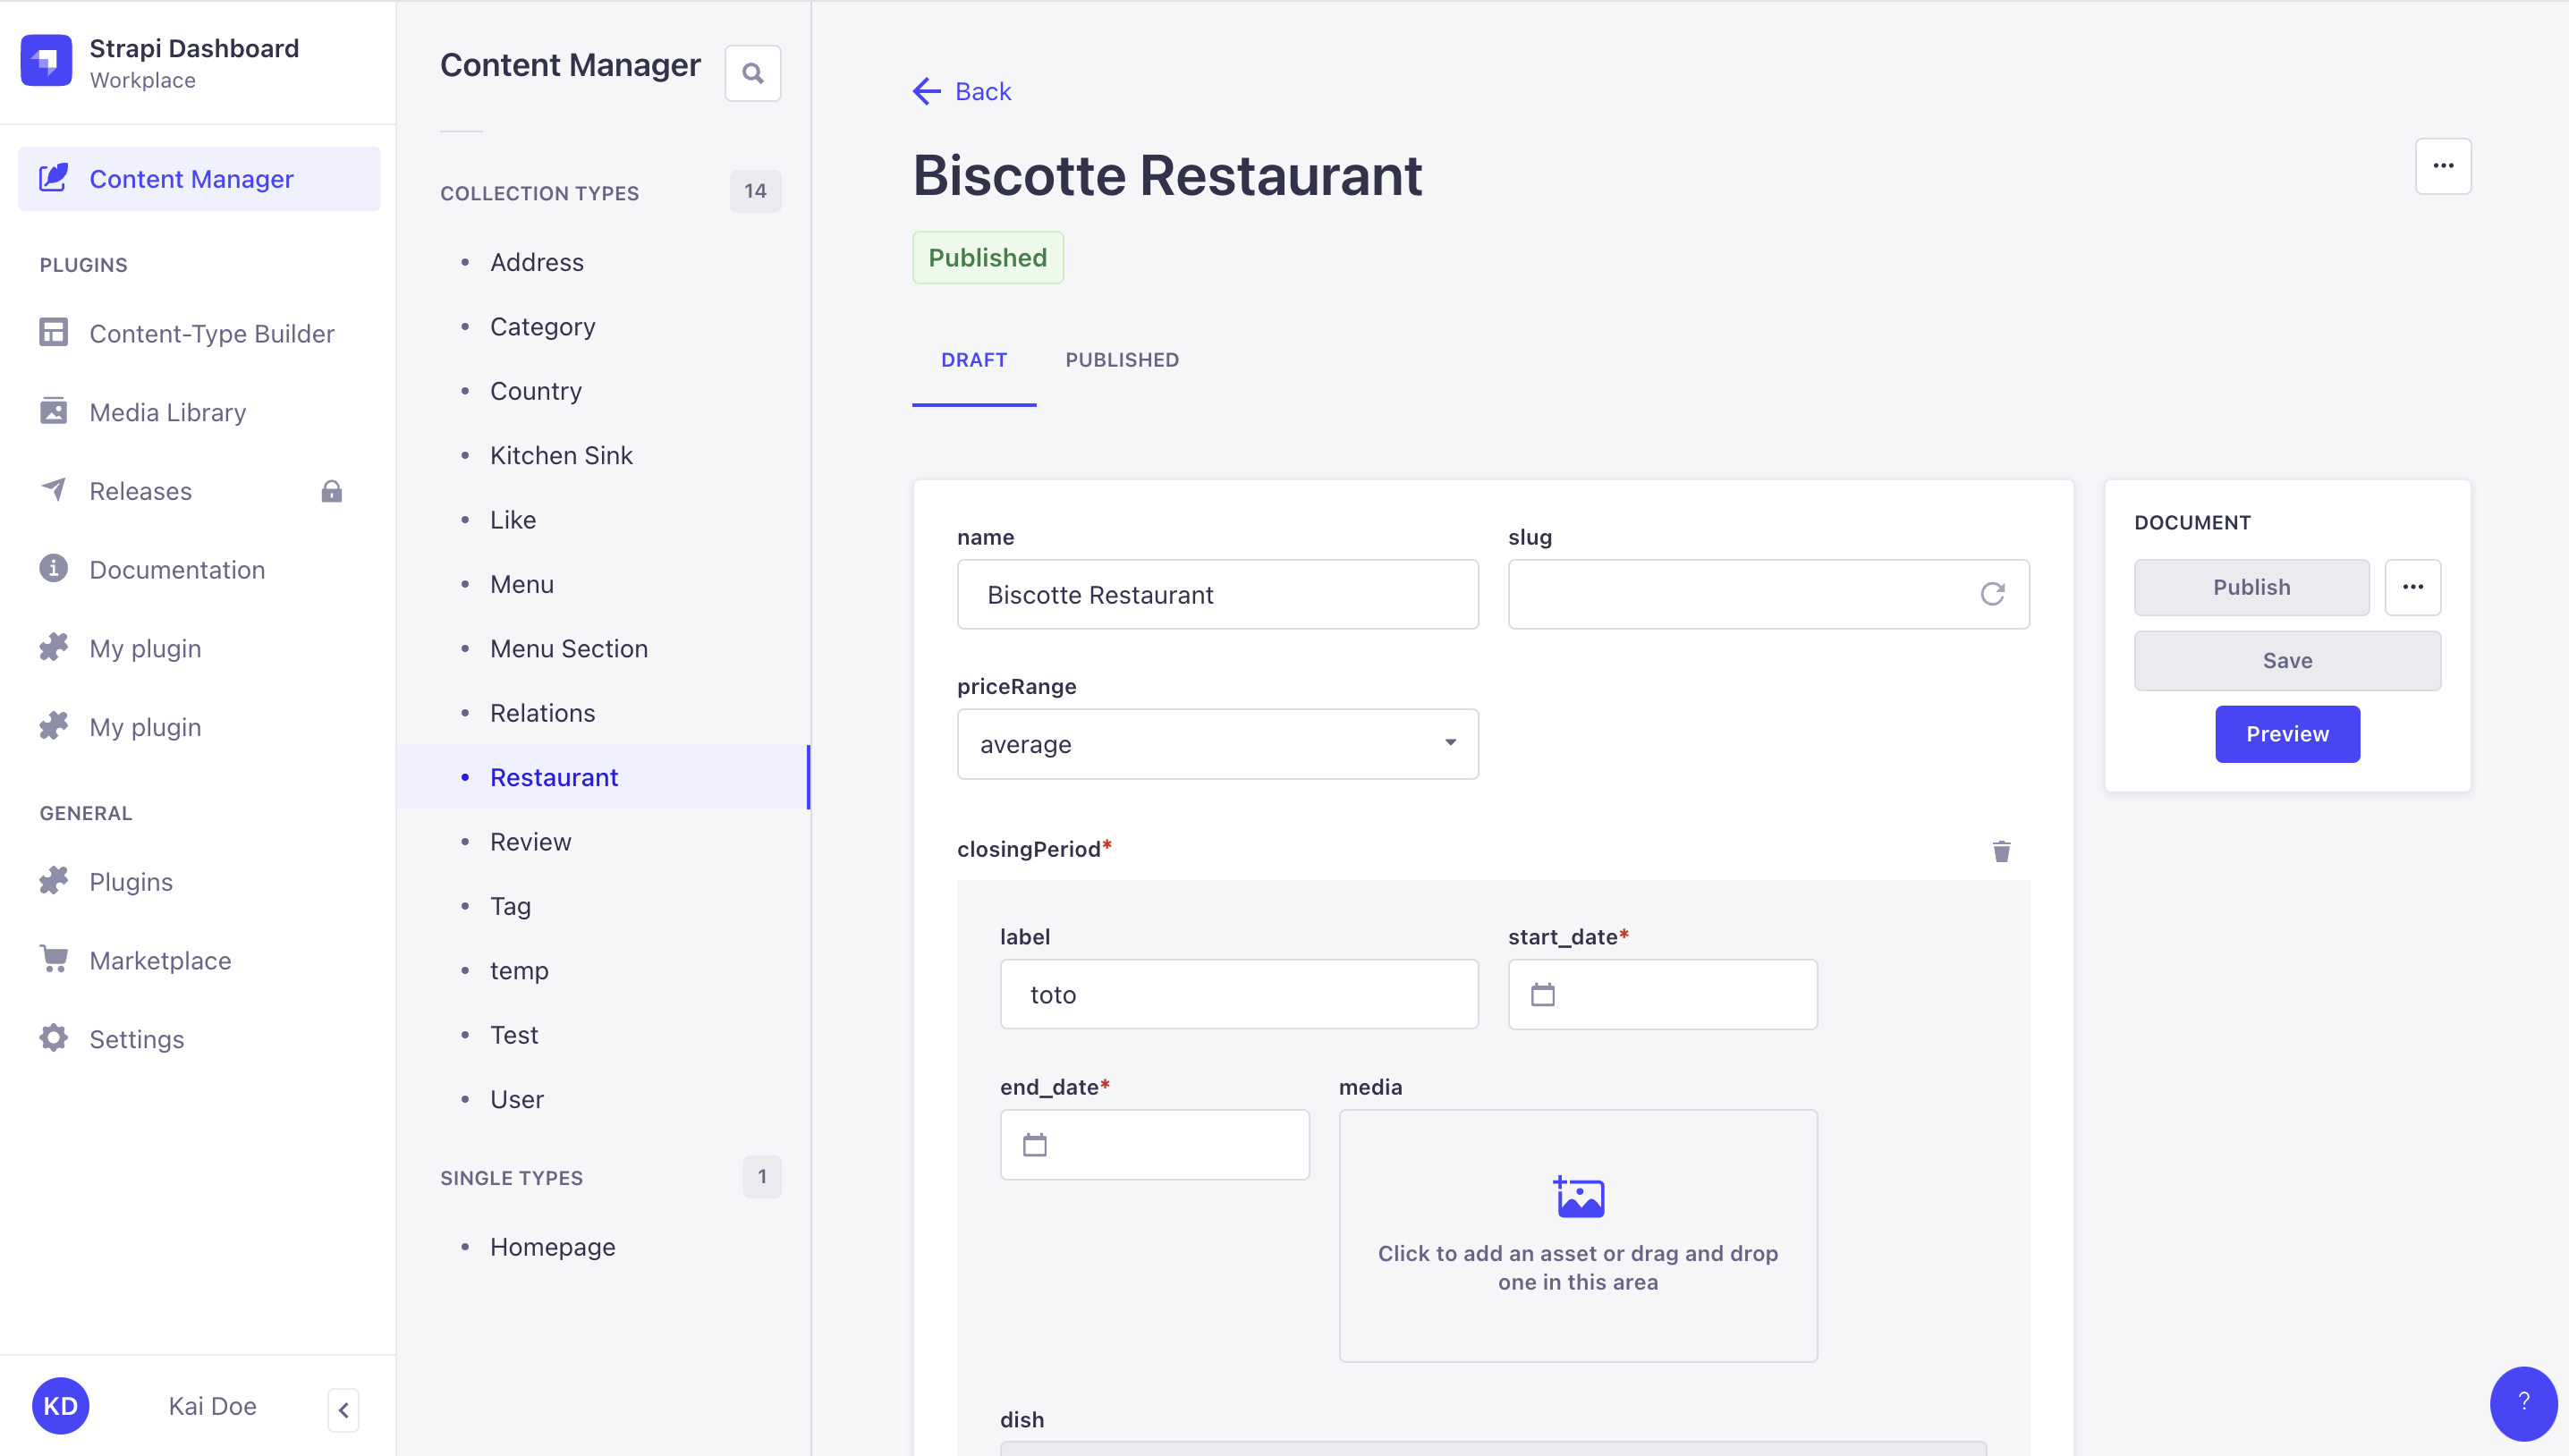 Strapi Dashboard
Workplace
Content Manager
PLUGINS
Content-Type Builder
Media Library
Releases
Documentation
My plugin
My plugin
GENERAL
Plugins
Marketplace
Settings
KD
Kai Doe
Content Manager
COLLECTION TYPES
14
Address
Category
Country
Kitchen Sink
Like
Menu
Menu Section
Relations
Restaurant
Review
Tag
temp
Test
User
SINGLE TYPES
1
Homepage
Back
Biscotte Restaurant
Published
DRAFT
PUBLISHED
name
Biscotte Restaurant
slug
priceRange
average
closingPeriod*
label
toto
start_date*
end_date*
media
Click to add an asset or drag and drop
one in this area
dish
DOCUMENT
Publish
Save
Preview
?